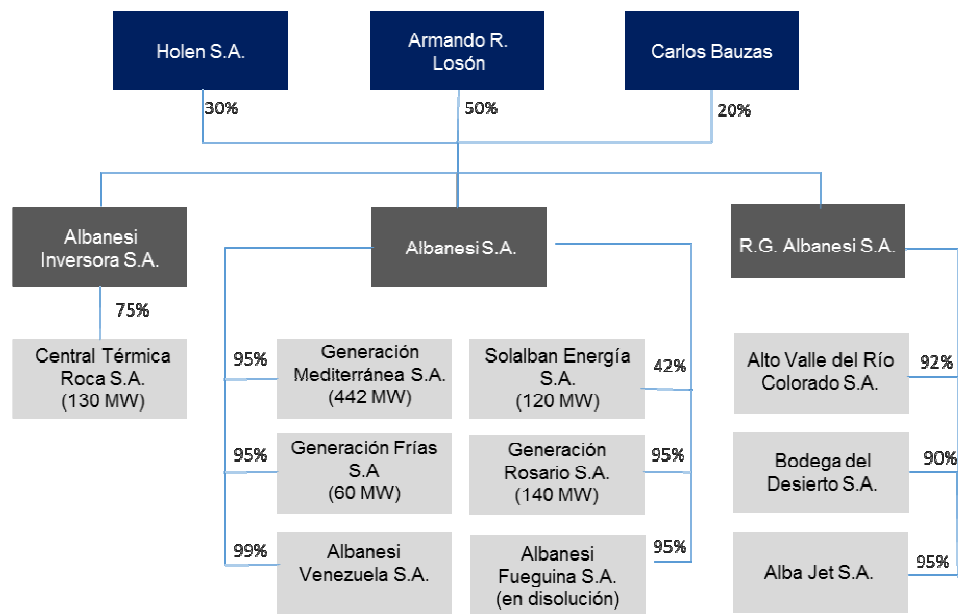 Holen S.A.
Armando R.
Losón
Carlos Bauzas
30%
50%
20%
Albanesi
Inversora S.A.
Albanesi S.A.
R.G. Albanesi S.A.
75%
Central Térmica
Roca S.A.
(130 MW)
95%
Generación
Mediterránea S.A.
(442 MW)
Solalban Energía
S.A.
(120 MW)
42%
Alto Valle del Río
Colorado S.A.
92%
95%
Generación Frías
S.A
(60 MW)
Generación
Rosario S.A.
(140 MW)
95%
Bodega del
Desierto S.A.
90%
99%
Albanesi
Venezuela S.A.
Albanesi
Fueguina S.A.
(en disolución)
95%
Alba Jet S.A.
95%